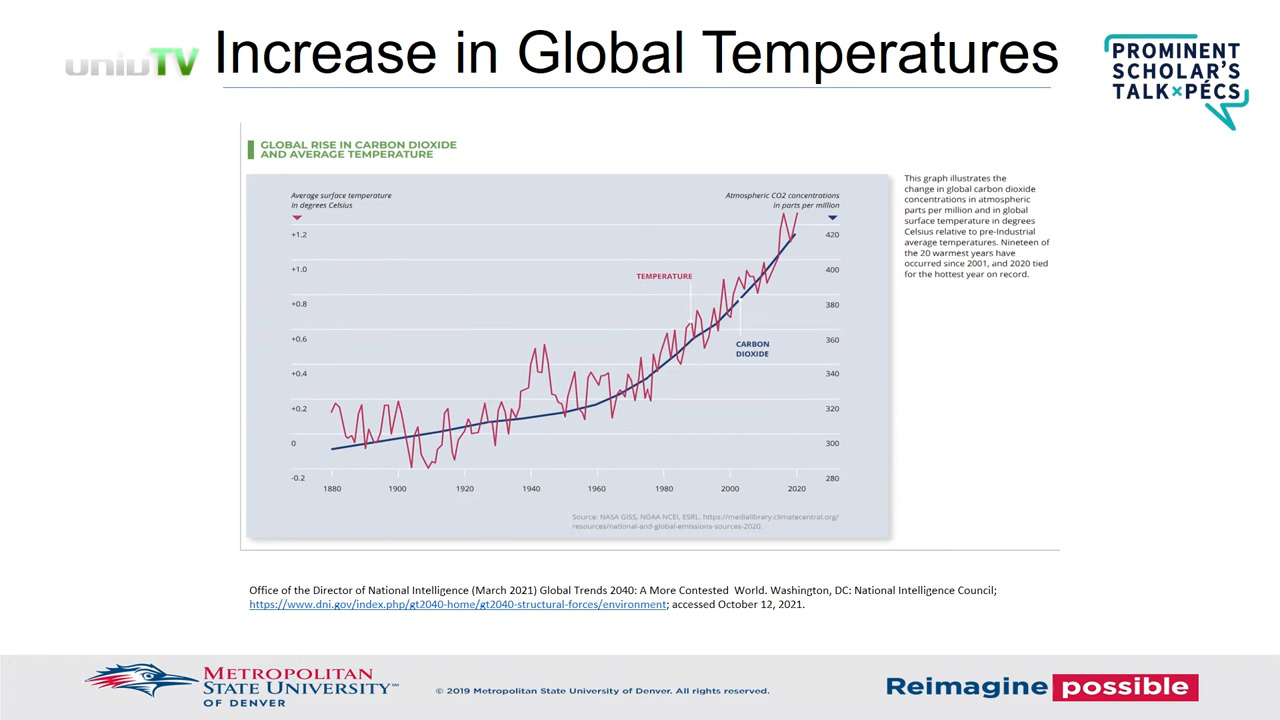 uniuTV
Increase in Global Temperatures
PROMINENT
SCHOLAR'S
TALK×PÉCS
GLOBAL RISE IN CARBON DIOXIDE
AND AVERAGE TEMPERATURE
Average surface temperature
in degrees Celsius
Atmospheric CO2 concentrations
in parts per million
+1.2
+1.0
+0.8
+0.6
+0.4
+0.2
0
-0.2
420
400
380
360
340
320
300
280
TEMPERATURE
CARBON
DIOXIDE
1880 1900 1920 1940 1960 1980 2000 2020
Source: NASA GISS, NOAA NCEI, ESRL. https://medialibrary.climatecentral.org/
resources/national-and-global-emissions-sources-2020.
This graph illustrates the
change in global carbon dioxide
concentrations in atmospheric
parts per million and in global
surface temperature in degrees
Celsius relative to pre-Industrial
average temperatures. Nineteen of
the 20 warmest years have
occurred since 2001, and 2020 tied
for the hottest year on record.
Office of the Director of National Intelligence (March 2021) Global Trends 2040: A More Contested World. Washington, DC: National Intelligence Council;
https://www.dni.gov/index.php/gt2040-home/gt2040-structural-forces/environment; accessed October 12, 2021.
METROPOLITAN
STATE UNIVERSITY™
OF DENVER
© 2019 Metropolitan State University of Denver. All rights reserved.
Reimagine possible